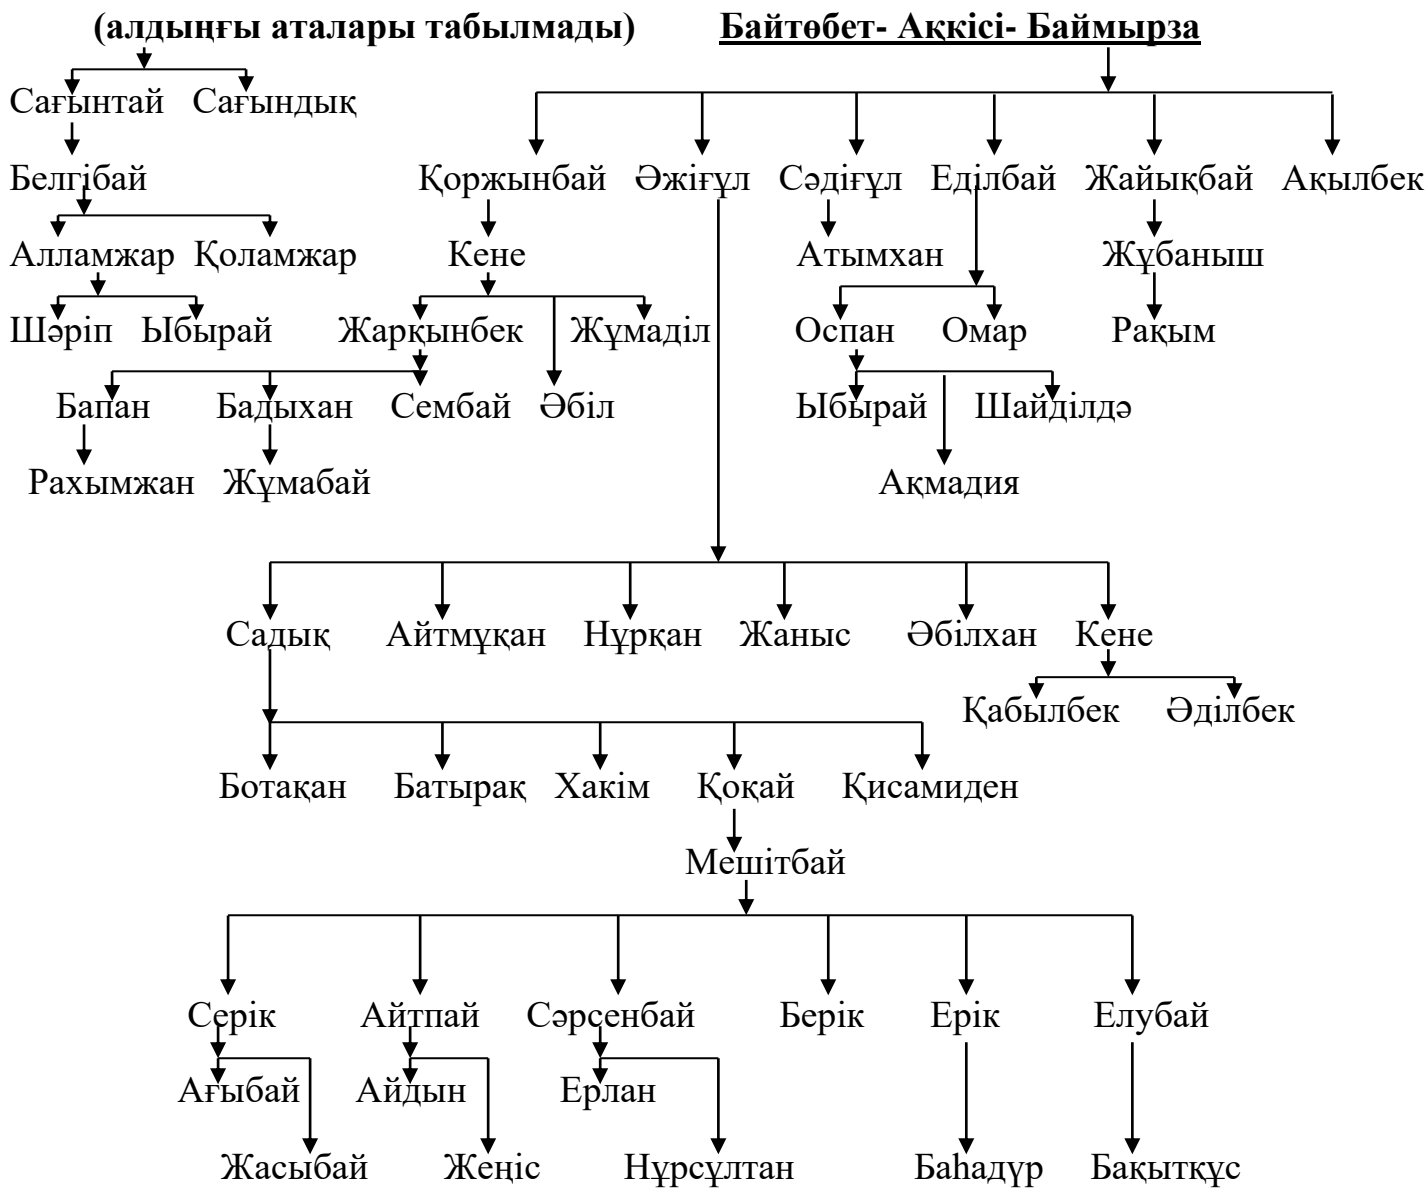 (алдыңғы аталары табылмады) Байтөбет- Ақкісі- Баймырза
Сағынтай Сағындық
Белгібай Қоржынбай Әжіғұл Сәдіғұл Еділбай Жайықбай Ақылбек
Алламжар Қоламжар Кене Атымхан Жұбаныш
Шәріп Ыбырай Жарқынбек Жұмаділ Оспан Омар Рақым
Бапан Бадыхан Сембай Әбіл Ыбырай Шайділдә
Рахымжан Жұмабай Ақмадия
Садық Айтмұқан Нұрқан Жаныс Әбілхан Кене
Қабылбек Әділбек
Ботақан Батырақ Хакім Қоқай Қисамиден
Мешітбай
Серік Айтпай Сәрсенбай Берік Ерік Елубай
Ағыбай Айдын Ерлан
Жасыбай Жеңіс Нұрсұлтан Баһадүр Бақытқұс